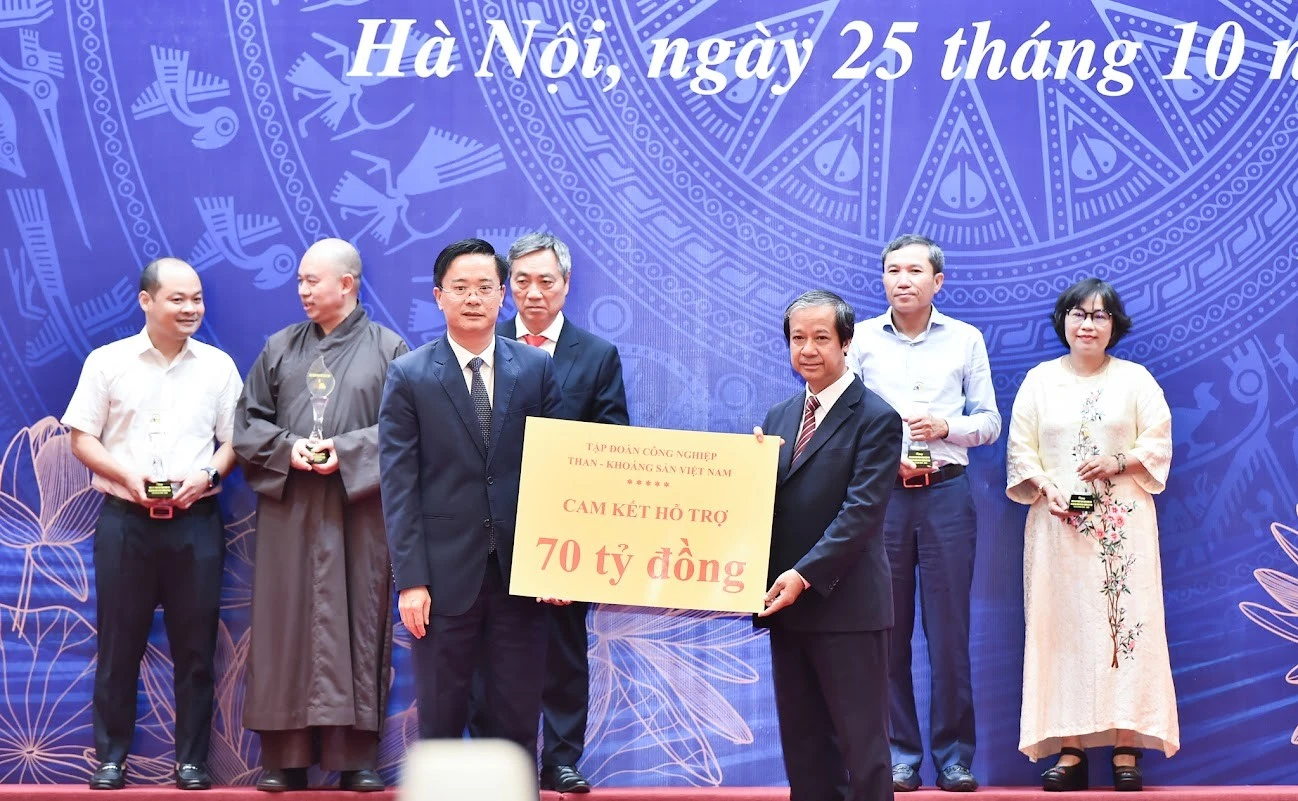 Hà Nội, ngày 25 tháng 10 n
TẬP ĐOÀN CÔNG NGHIỆP
THAN - KHOÁNG SẢN VIỆT NAM
*****
CAM KẾT HỖ TRỢ
70 tỷ đồng